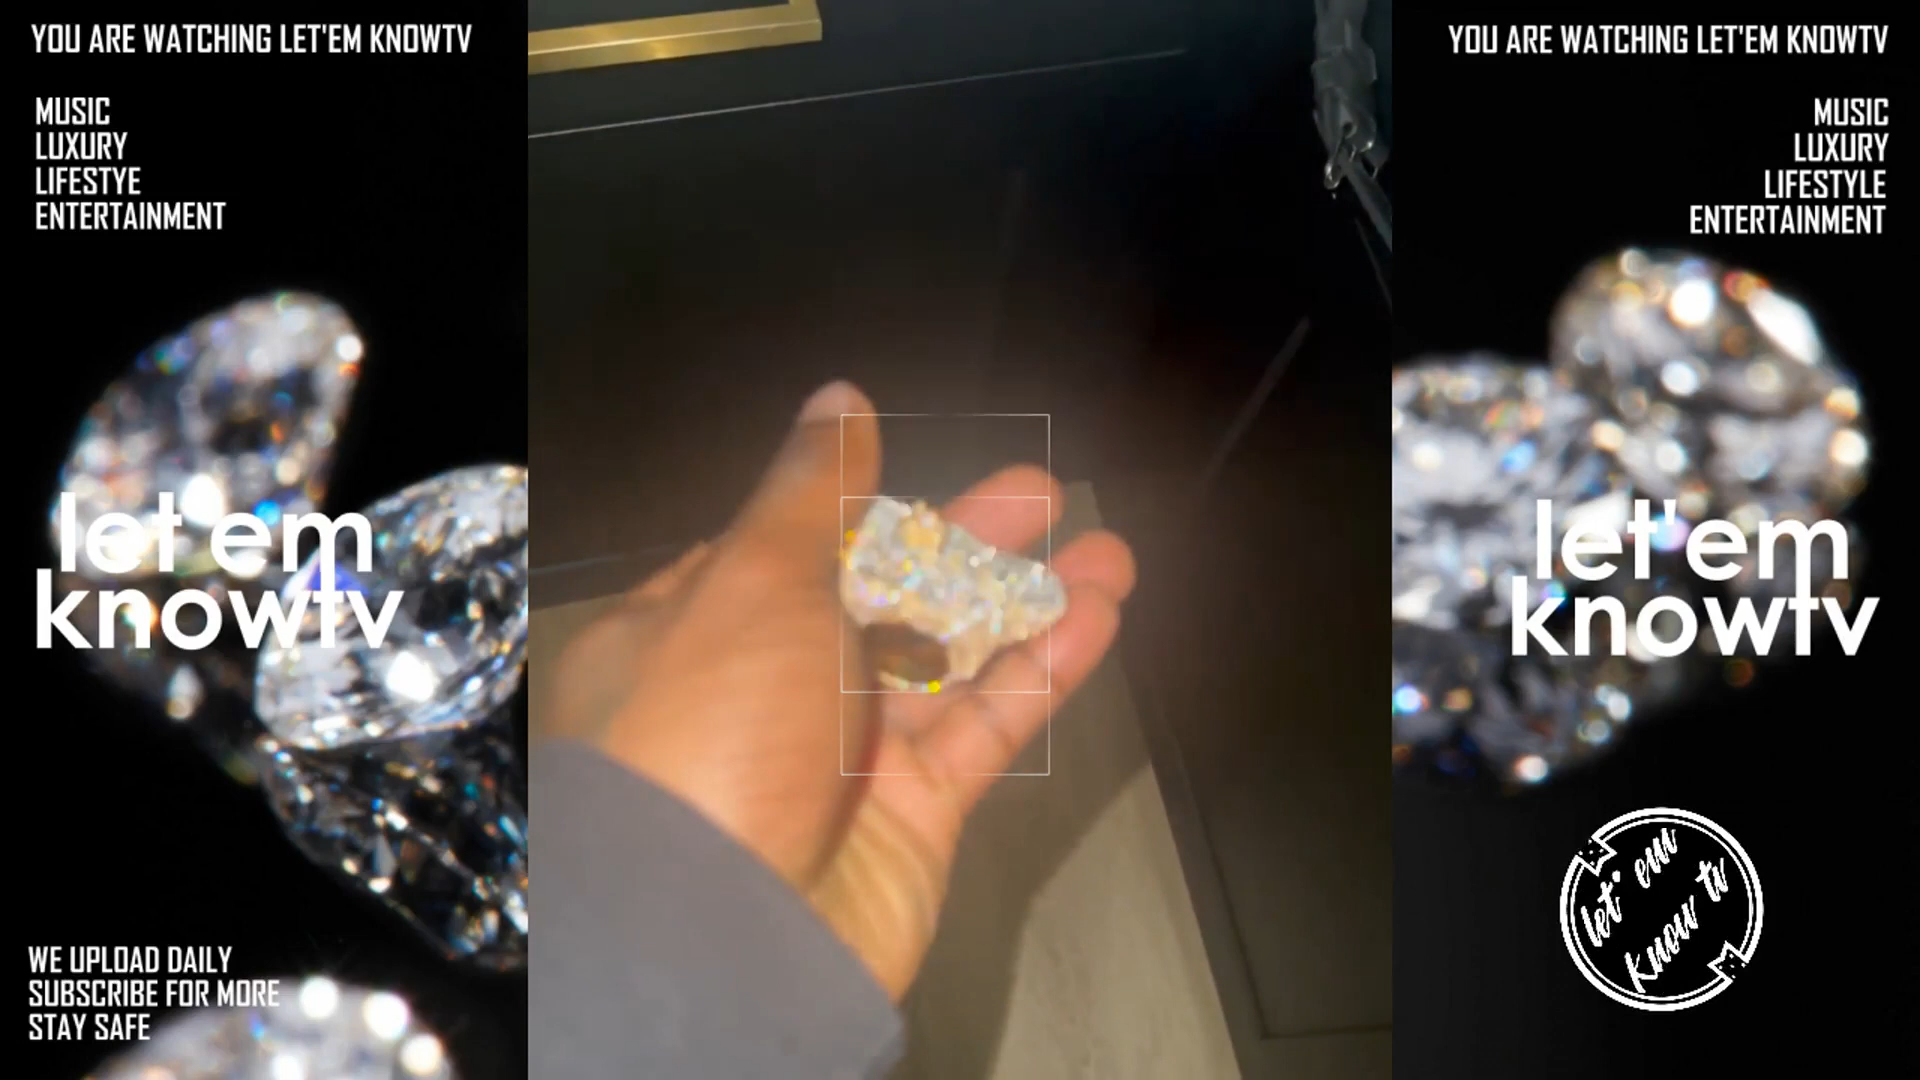 YOU ARE WATCHING LET'EM KNOWTV
MUSIC
LUXURY
LIFESTYE
ENTERTAINMENT
let'em
knowtv
WE UPLOAD DAILY
SUBSCRIBE FOR MORE
STAY SAFE
YOU ARE WATCHING LET'EM KNOWTV
MUSIC
LUXURY
LIFESTYLE
ENTERTAINMENT
let'em
knowtv
let' em
know tv